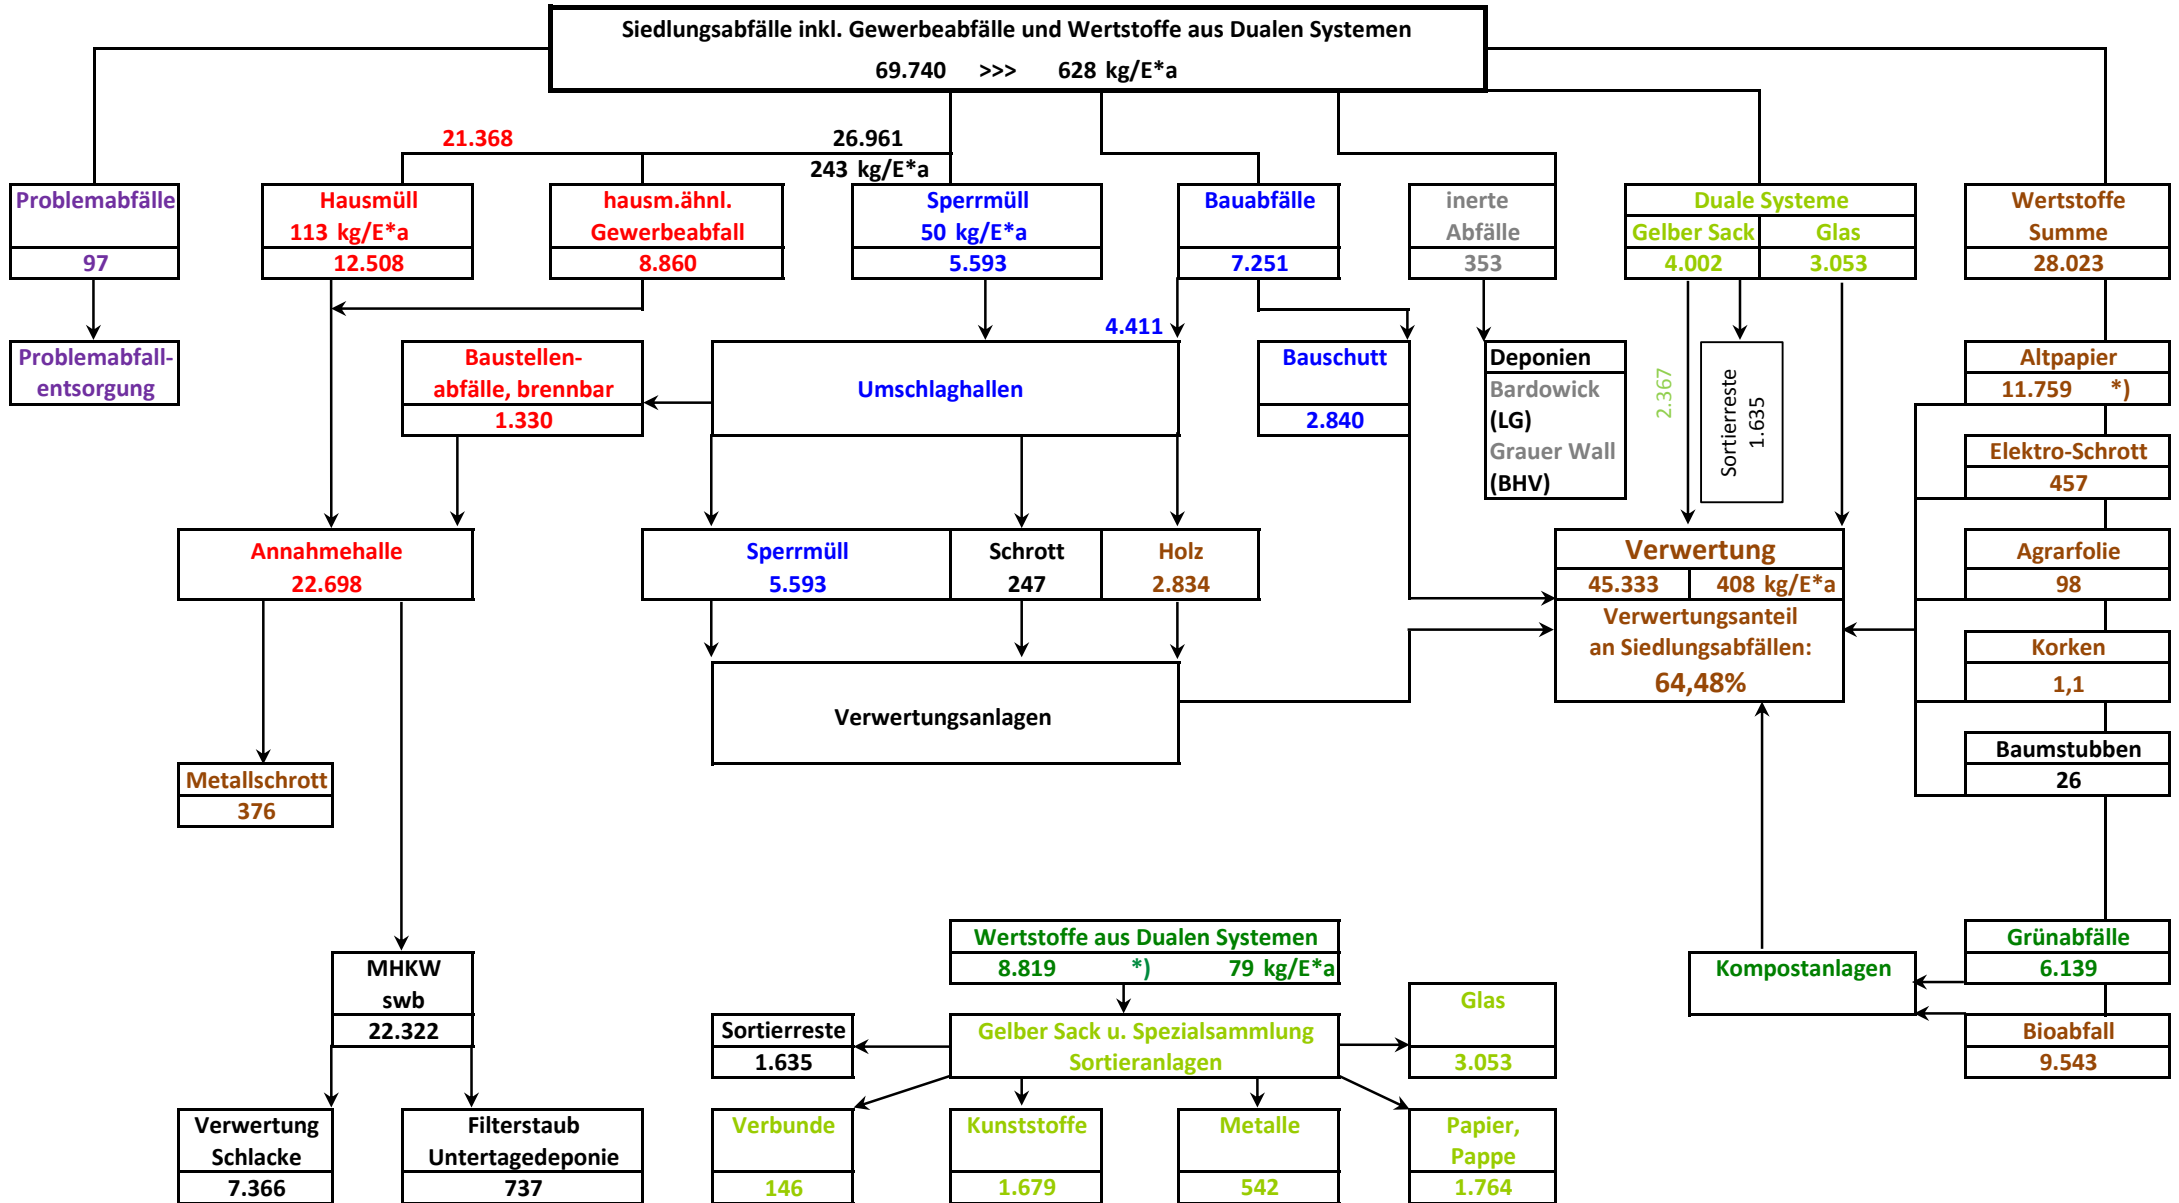 Siedlungsabfälle inkl. Gewerbeabfälle und Wertstoffe aus Dualen Systemen
69.740 >>> 628 kg/E*a
21.368
26.961
243 kg/E*a
Problemabfälle
97
Hausmüll
113 kg/E*a
12.508
hausm.ähnl.
Gewerbeabfall
8.860
Sperrmüll
50 kg/E*a
5.593
Bauabfälle
7.251
inerte
Abfälle
353
Duale Systeme
Gelber Sack
Glas
4.002
3.053
Wertstoffe
Summe
28.023
Problemabfall-
entsorgung
Baustellen-
abfälle, brennbar
1.330
4.411
Umschlaghallen
Bauschutt
2.840
Deponien
Bardowick
(LG)
Grauer Wall
(BHV)
2.367
Sortierreste
1.635
Altpapier
11.759 *)
Elektro-Schrott
457
Annahmehalle
22.698
Sperrmüll
5.593
Schrott
247
Holz
2.834
Verwertung
45.333
408 kg/E*a
Verwertungsanteil
an Siedlungsabfällen:
64,48%
Agrarfolie
98
Korken
1,1
Verwertungsanlagen
Baumstubben
26
Metallschrott
376
MHKW
swb
22.322
Wertstoffe aus Dualen Systemen
8.819 *) 79 kg/E*a
Kompostanlagen
Grünabfälle
6.139
Sortierreste
1.635
Gelber Sack u. Spezialsammlung
Sortieranlagen
Glas
3.053
Bioabfall
9.543
Verwertung
Schlacke
7.366
Filterstaub
Untertagedeponie
737
Verbunde
146
Kunststoffe
1.679
Metalle
542
Papier,
Pappe
1.764